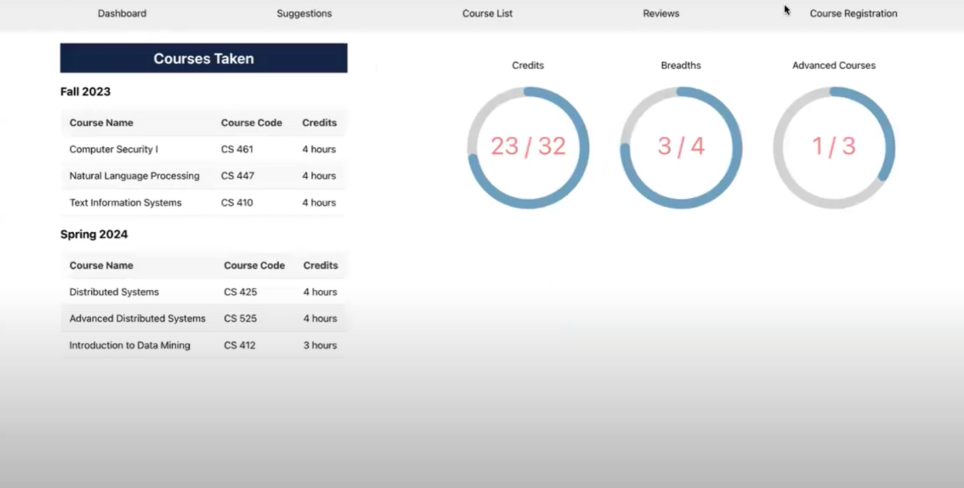 Dashboard Suggestions Course List Reviews Course Registration
Courses Taken
Fall 2023
Course Name Course Code Credits
Computer Security I CS 461 4 hours
Natural Language Processing CS 447 4 hours
Text Information Systems CS 410 4 hours
Spring 2024
Course Name Course Code Credits
Distributed Systems CS 425 4 hours
Advanced Distributed Systems CS 525 4 hours
Introduction to Data Mining CS 412 3 hours
Credits Breadths Advanced Courses
23 / 32 3 / 4 1 / 3